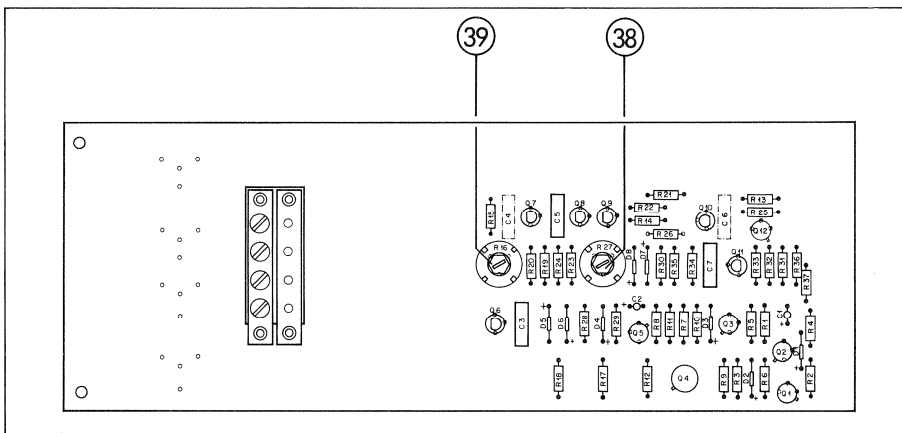 39 38
R21
Q7 Q8 Q9 R22 Q10 R13
R15 C4 C5 R14 C6 R25
R26 Q12
R16 R27 Q11
R20 R19 R24 R23 D8 D7 R30 R35 R34 C7 R33 R32 R31 R36
R37
C2
Q6 C3 D5 D6 R28 D4 R29 Q5 R8 R11 R7 R10 D3 Q3 R5 R1 C1 R4
Q2
R18 R17 R12 Q4 R9 R3 D2 R6 Q1 R2